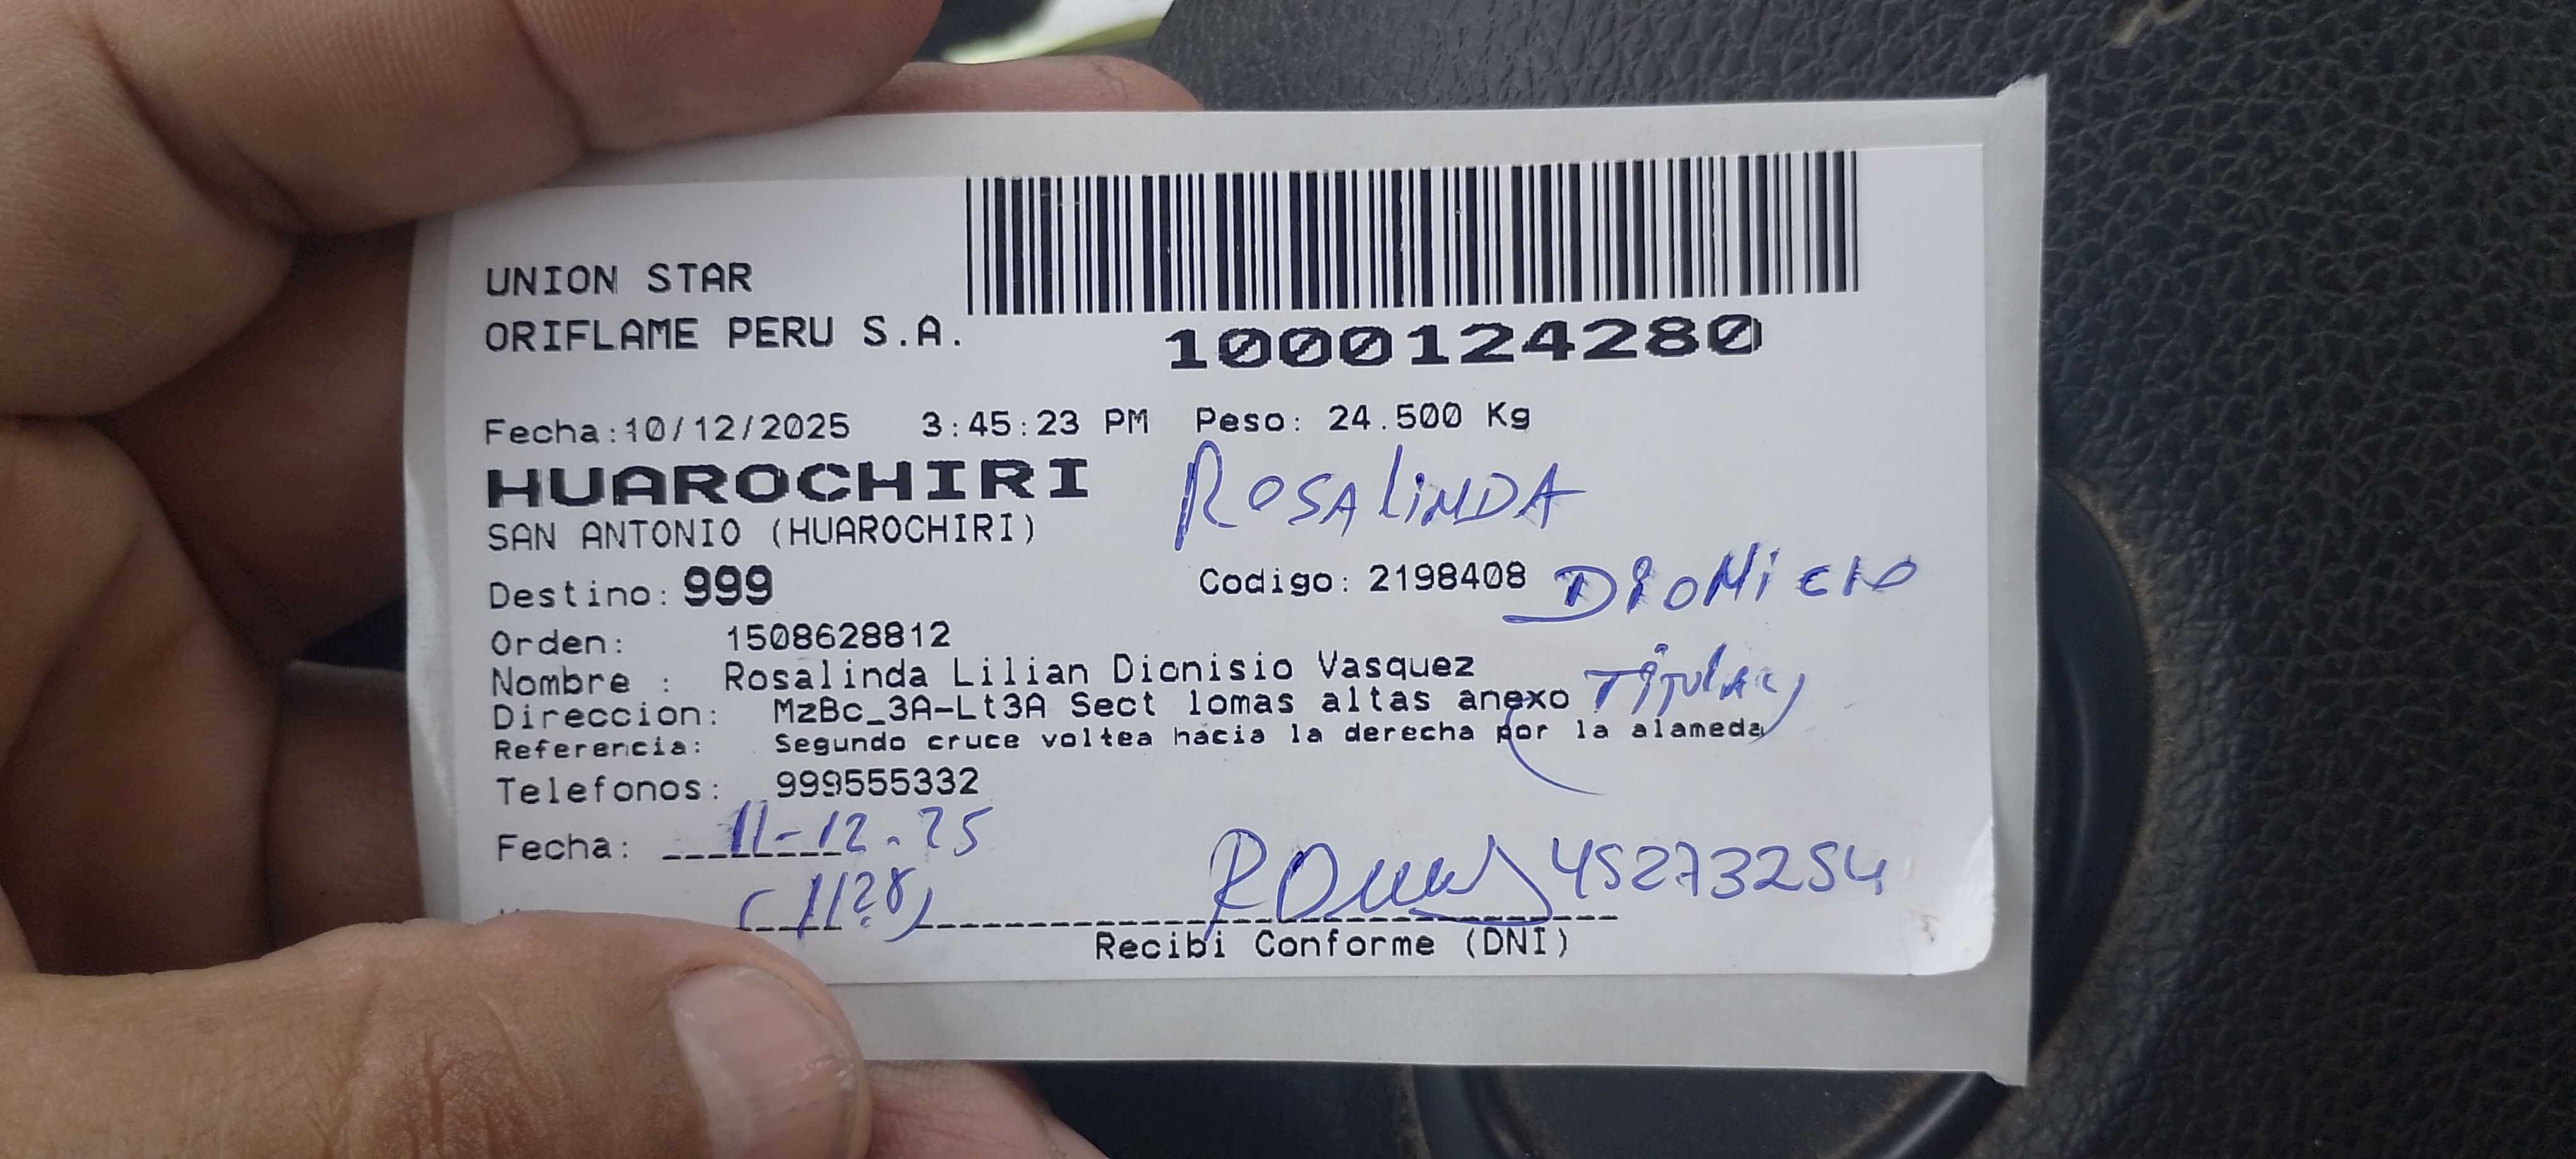 UNION STAR
ORIFLAME PERU S.A.
1000124280
Fecha:10/12/2025 3:45:23 PM Peso: 24.500 Kg
HUAROCHIRI
ROSALINDA
SAN ANTONIO (HUAROCHIRI)
Destino: 999 Codigo: 2198408
Orden: 1508628812
Nombre : Rosalinda Lilian Dionisio Vasquez
Titular
Direccion: MzBc_3A-Lt3A Sect lomas altas anexo
Referencia: Segundo cruce voltea hacia la derecha por la alameda
Telefonos: 999555332
Fecha: 11-12-25
45273254
(1128)
Recibi Conforme (DNI)